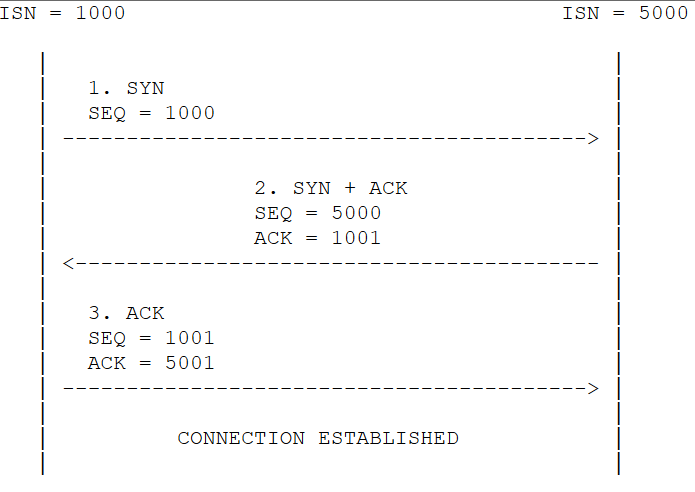 ISN = 1000 ISN = 5000
1. SYN
SEQ = 1000
2. SYN + ACK
SEQ = 5000
ACK = 1001
3. ACK
SEQ = 1001
ACK = 5001
CONNECTION ESTABLISHED